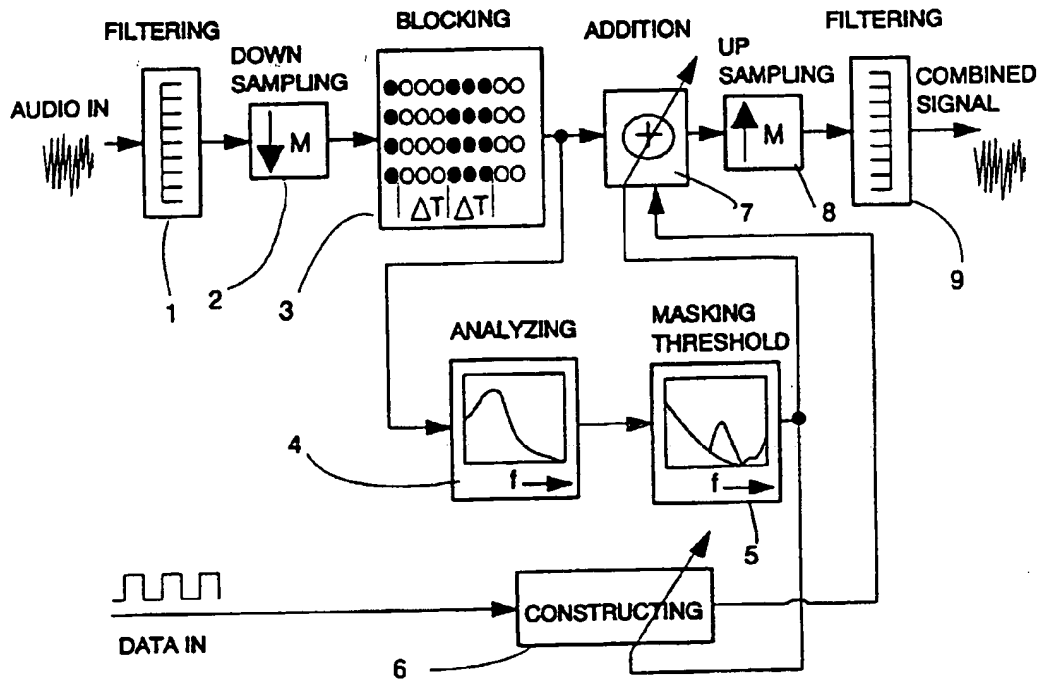 FILTERING
DOWN
SAMPLING
BLOCKING
ADDITION
UP
SAMPLING
FILTERING
AUDIO IN
M
ΔT ΔT
M
COMBINED
SIGNAL
1
2
3
7
8
9
ANALYZING
MASKING
THRESHOLD
f
f
4
5
CONSTRUCTING
DATA IN
6